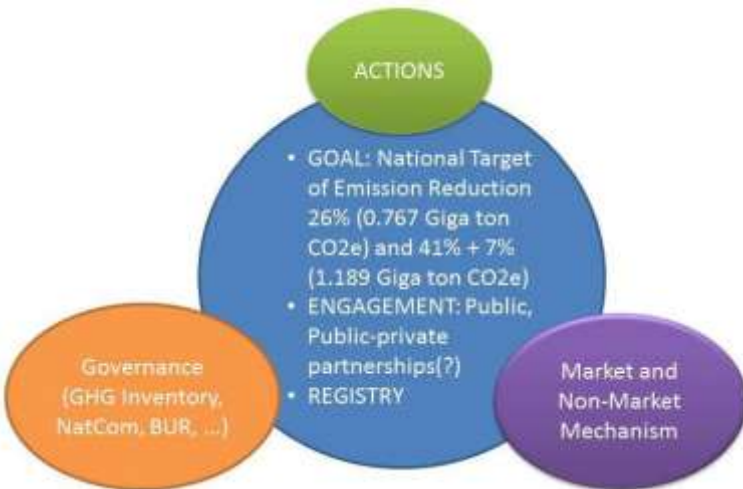 ACTIONS
• GOAL: National Target
of Emission Reduction
26% (0.767 Giga ton
CO2e) and 41% + 7%
(1.189 Giga ton CO2e)
• ENGAGEMENT: Public,
Public-private
partnerships(?)
• REGISTRY
Governance
(GHG Inventory,
NatCom, BUR, ...)
Market and
Non-Market
Mechanism